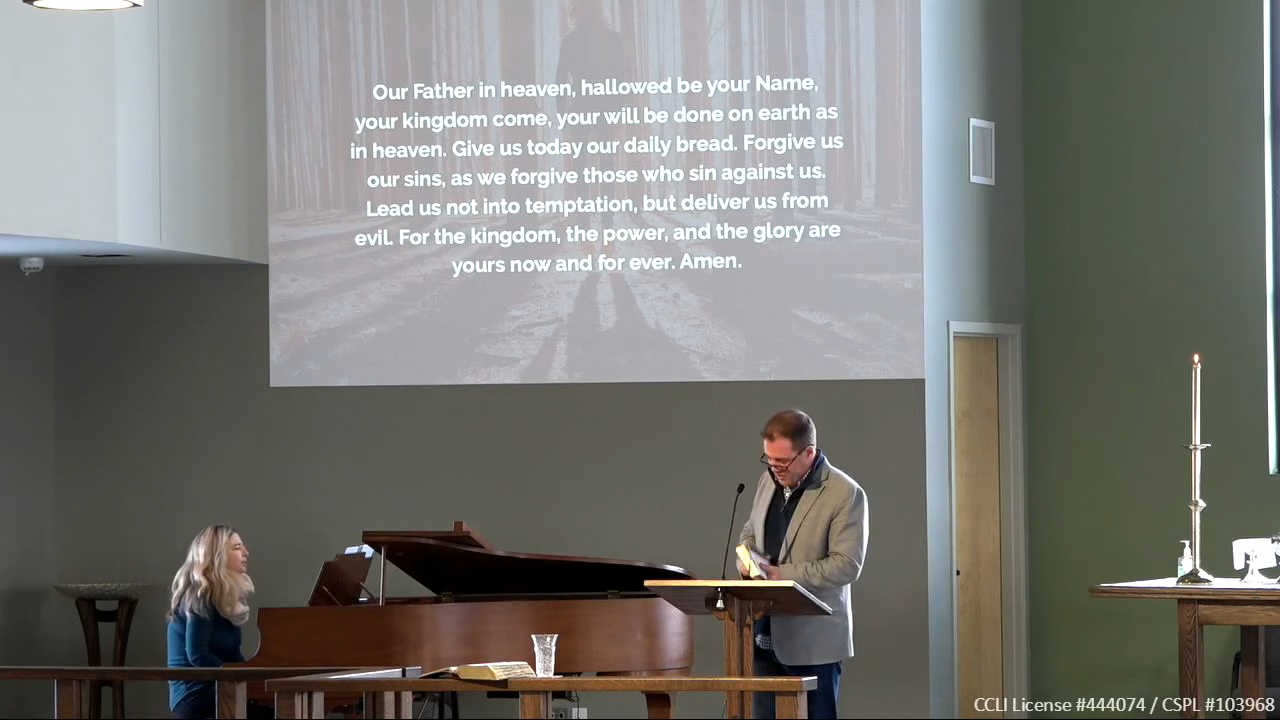 Our Father in heaven, hallowed be your Name,
your kingdom come, your will be done on earth as
in heaven. Give us today our daily bread. Forgive us
our sins, as we forgive those who sin against us.
Lead us not into temptation, but deliver us from
evil. For the kingdom, the power, and the glory are
yours now and for ever. Amen.
CCLI License #444074 / CSPL #103968